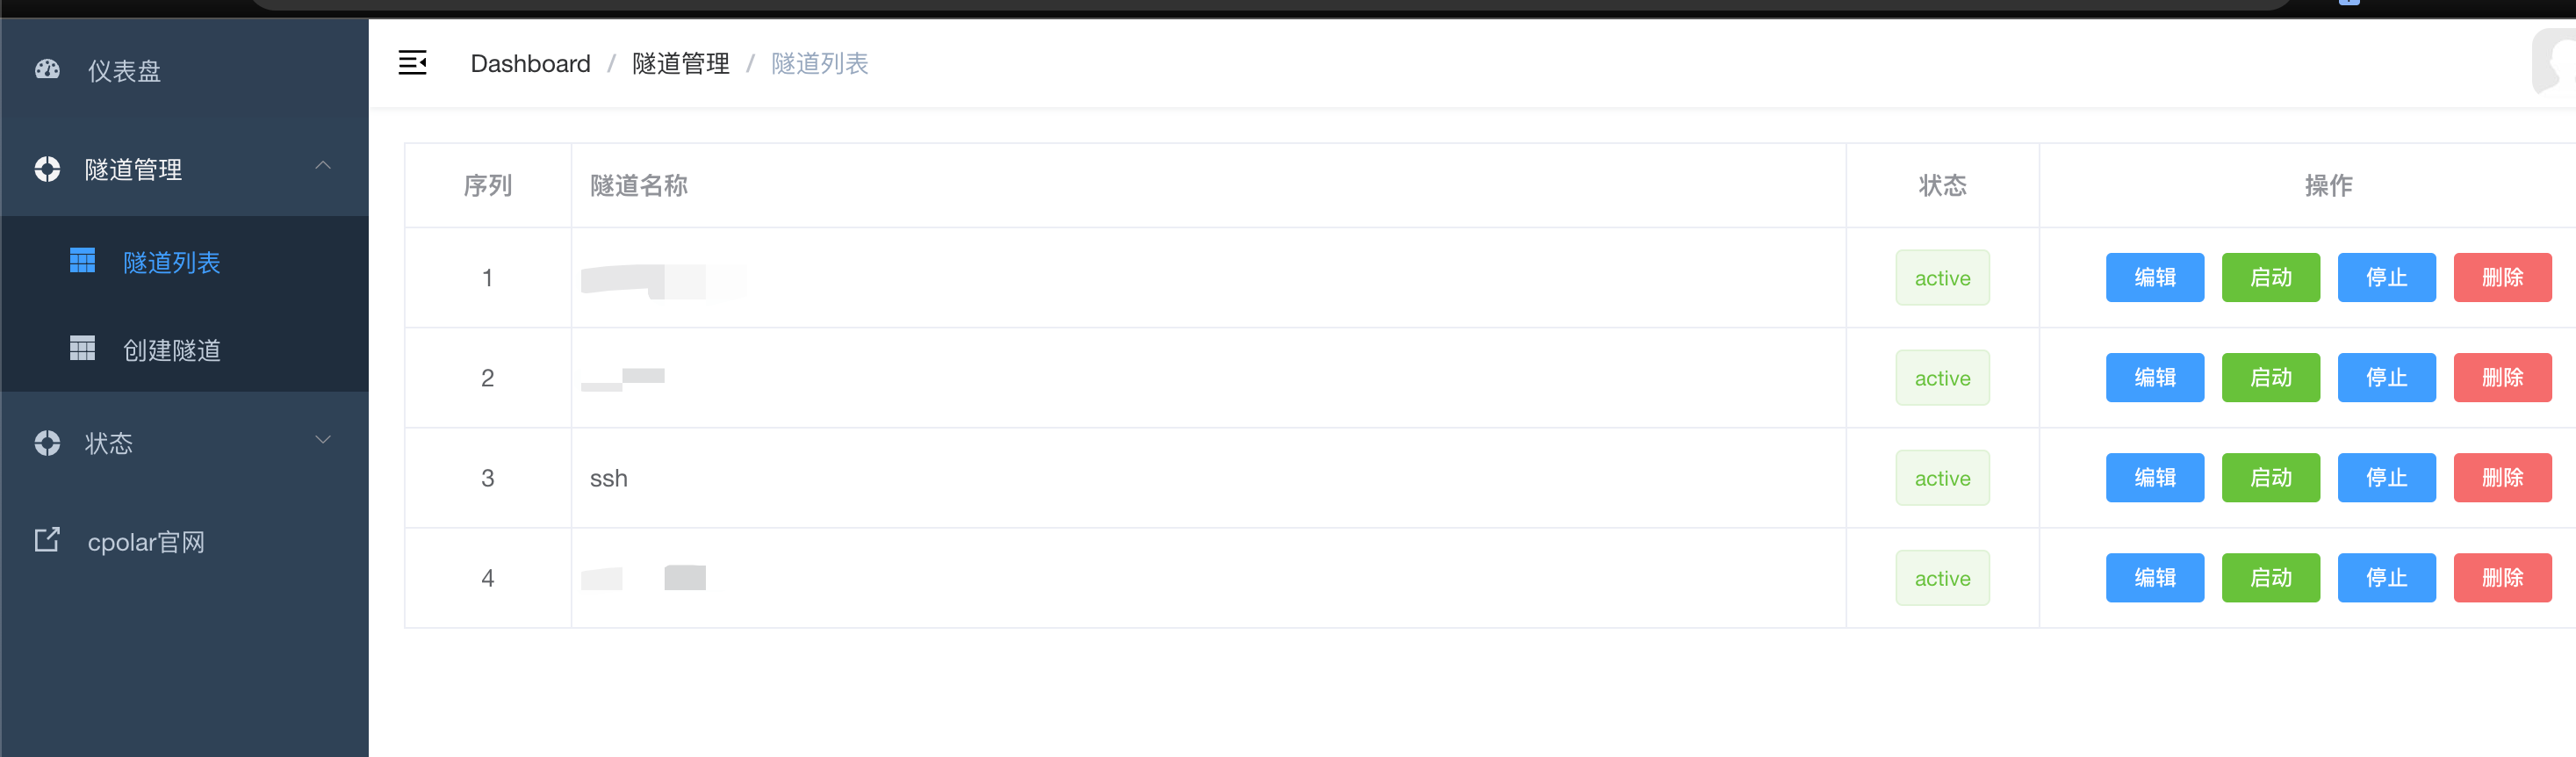 仪表盘
隧道管理
隧道列表
创建隧道
状态
cpolar官网
Dashboard / 隧道管理 / 隧道列表
序列 隧道名称 状态 操作
1 active 编辑 启动 停止 删除
2 active 编辑 启动 停止 删除
3 ssh active 编辑 启动 停止 删除
4 active 编辑 启动 停止 删除